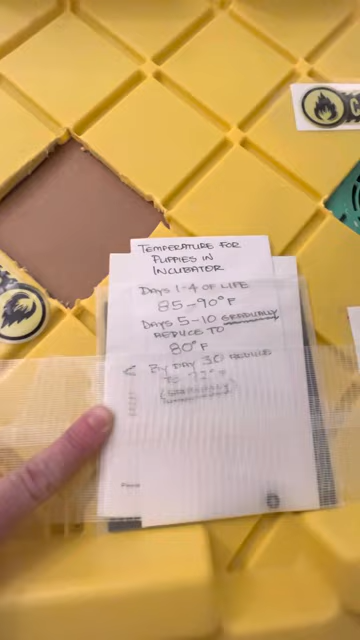 TEMPERATURE FOR
PUPPIES IN
INCUBATOR
DAYS 1-4 OF LIFE
85-90°F
DAYS 5-10 GRADUALLY
REDUCE TO
80°F
< BY DAY 30 REDUCE
TO 72°F
(GRADUALLY)